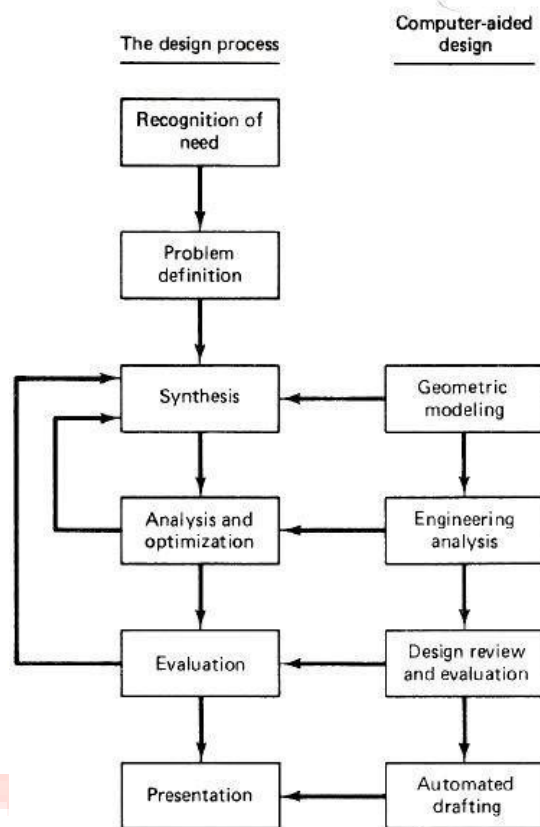 The design process
Computer-aided
design
Recognition of
need
Problem
definition
Synthesis
Geometric
modeling
Analysis and
optimization
Engineering
analysis
Evaluation
Design review
and evaluation
Presentation
Automated
drafting